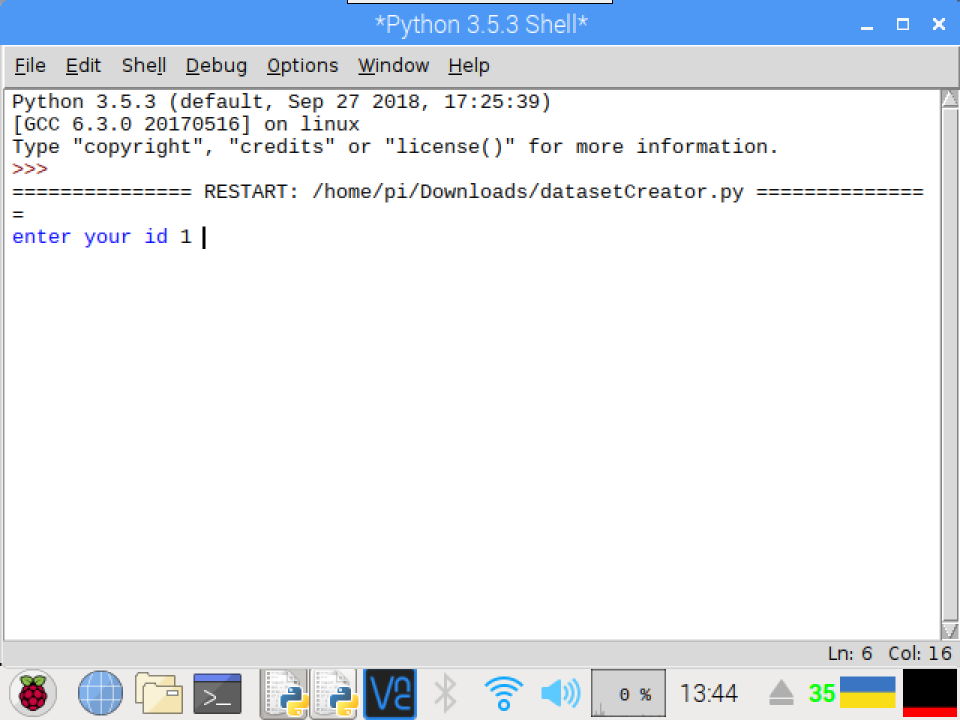 *Python 3.5.3 Shell*
File Edit Shell Debug Options Window Help
Python 3.5.3 (default, Sep 27 2018, 17:25:39)
[GCC 6.3.0 20170516] on linux
Type "copyright", "credits" or "license()" for more information.
>>>
=============== RESTART: /home/pi/Downloads/datasetCreator.py ==============
=
enter your id 1
Ln: 6 Col: 16
>_ V2 0 % 13:44 35